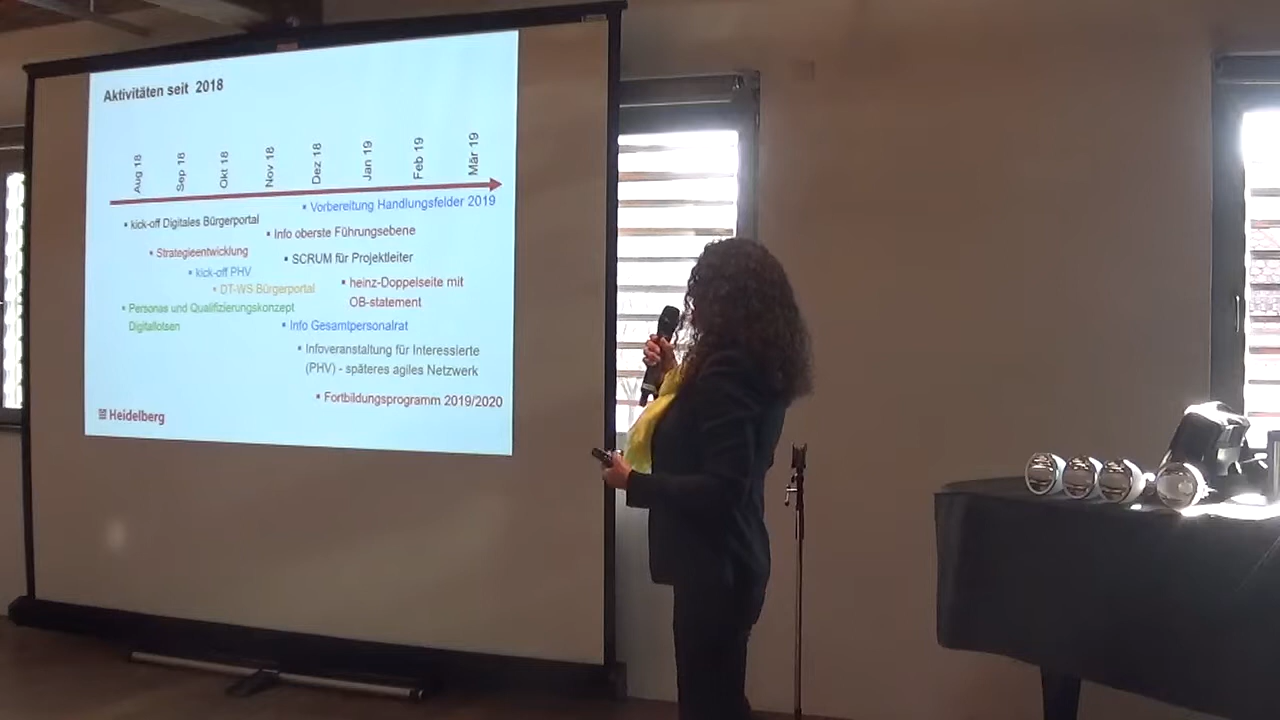 Aktivitäten seit 2018
Aug 18
Sep 18
Okt 18
Nov 18
Dez 18
Jan 19
Feb 19
Mär 19
▪ Vorbereitung Handlungsfelder 2019
▪ kick-off Digitales Bürgerportal
▪ Info oberste Führungsebene
▪ Strategieentwicklung
▪ SCRUM für Projektleiter
▪ kick-off PHV
▪ DT-WS Bürgerportal
▪ heinz-Doppelseite mit
OB-statement
▪ Personas und Qualifizierungskonzept
Digitallotsen
▪ Info Gesamtpersonalrat
▪ Infoveranstaltung für Interessierte
(PHV) - späteres agiles Netzwerk
▪ Fortbildungsprogramm 2019/2020
Heidelberg